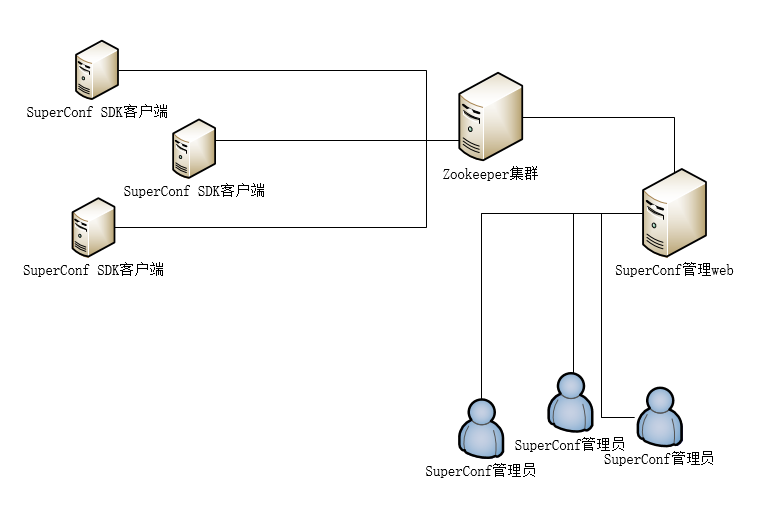 SuperConf SDK客户端
Zookeeper集群
SuperConf SDK客户端
SuperConf SDK客户端
SuperConf管理web
SuperConf管理员
SuperConf管理员
SuperConf管理员